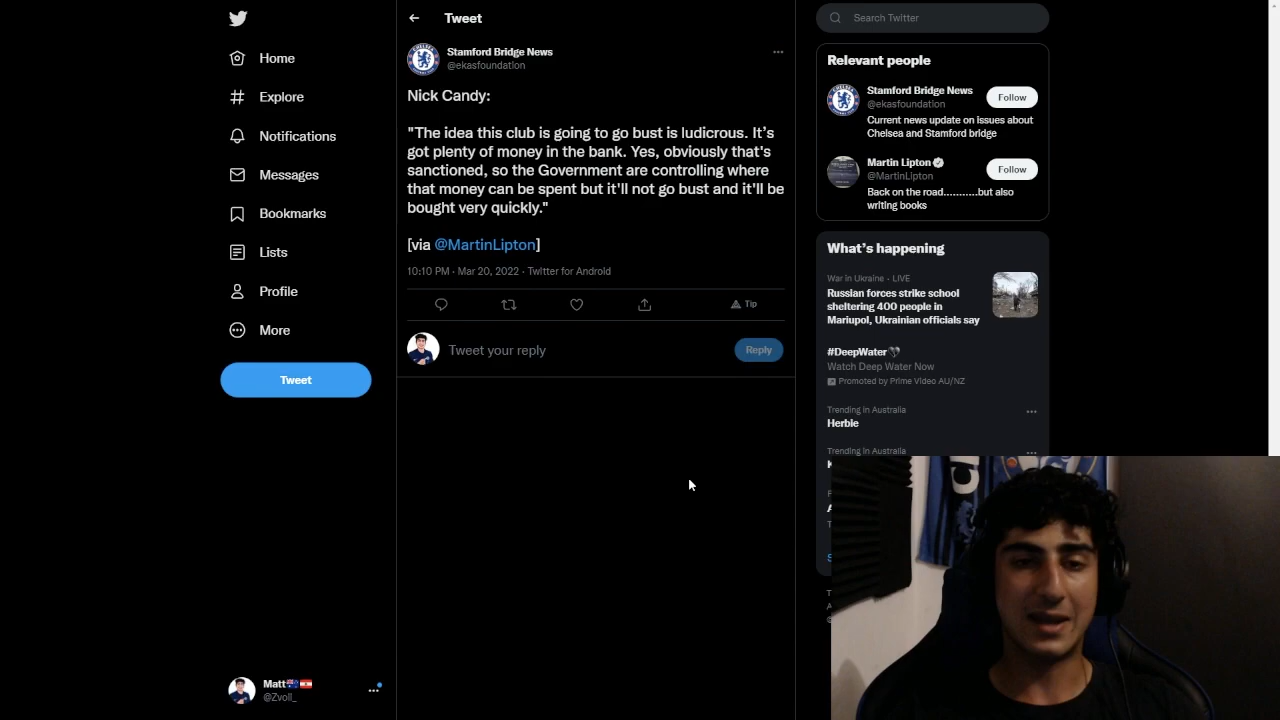 Home
Explore
Notifications
Messages
Bookmarks
Lists
Profile
More
Tweet
Matt
@Zvoll_
Tweet
Stamford Bridge News
@ekasfoundation
Nick Candy:
"The idea this club is going to go bust is ludicrous. It's
got plenty of money in the bank. Yes, obviously that's
sanctioned, so the Government are controlling where
that money can be spent but it'll not go bust and it'll be
bought very quickly."
[via @MartinLipton]
10:10 PM · Mar 20, 2022 · Twitter for Android
Tip
Tweet your reply
Reply
Search Twitter
Relevant people
Stamford Bridge News
@ekasfoundation
Follow
Current news update on issues about
Chelsea and Stamford bridge
Martin Lipton
@MartinLipton
Follow
Back on the road...........but also
writing books
What's happening
War in Ukraine · LIVE
Russian forces strike school
sheltering 400 people in
Mariupol, Ukrainian officials say
#DeepWater
Watch Deep Water Now
Promoted by Prime Video AU/NZ
Trending in Australia
Herbie
Trending in Australia